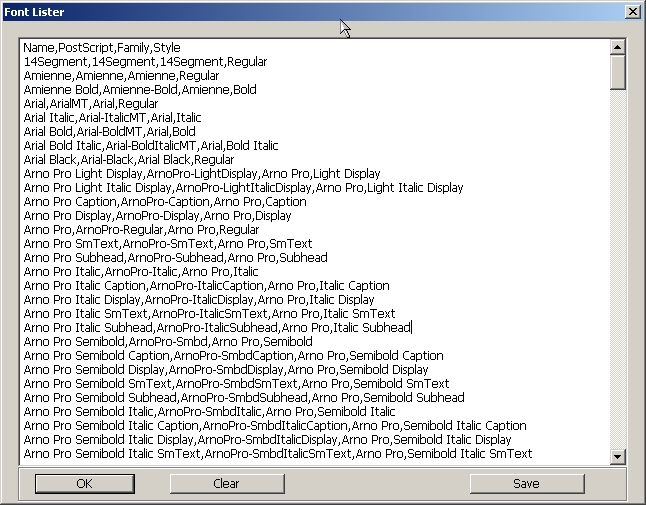 Font Lister
Name,PostScript,Family,Style
14Segment,14Segment,14Segment,Regular
Amienne,Amienne,Amienne,Regular
Amienne Bold,Amienne-Bold,Amienne,Bold
Arial,ArialMT,Arial,Regular
Arial Italic,Arial-ItalicMT,Arial,Italic
Arial Bold,Arial-BoldMT,Arial,Bold
Arial Bold Italic,Arial-BoldItalicMT,Arial,Bold Italic
Arial Black,Arial-Black,Arial Black,Regular
Arno Pro Light Display,ArnoPro-LightDisplay,Arno Pro,Light Display
Arno Pro Light Italic Display,ArnoPro-LightItalicDisplay,Arno Pro,Light Italic Display
Arno Pro Caption,ArnoPro-Caption,Arno Pro,Caption
Arno Pro Display,ArnoPro-Display,Arno Pro,Display
Arno Pro,ArnoPro-Regular,Arno Pro,Regular
Arno Pro SmText,ArnoPro-SmText,Arno Pro,SmText
Arno Pro Subhead,ArnoPro-Subhead,Arno Pro,Subhead
Arno Pro Italic,ArnoPro-Italic,Arno Pro,Italic
Arno Pro Italic Caption,ArnoPro-ItalicCaption,Arno Pro,Italic Caption
Arno Pro Italic Display,ArnoPro-ItalicDisplay,Arno Pro,Italic Display
Arno Pro Italic SmText,ArnoPro-ItalicSmText,Arno Pro,Italic SmText
Arno Pro Italic Subhead,ArnoPro-ItalicSubhead,Arno Pro,Italic Subhead
Arno Pro Semibold,ArnoPro-Smbd,Arno Pro,Semibold
Arno Pro Semibold Caption,ArnoPro-SmbdCaption,Arno Pro,Semibold Caption
Arno Pro Semibold Display,ArnoPro-SmbdDisplay,Arno Pro,Semibold Display
Arno Pro Semibold SmText,ArnoPro-SmbdSmText,Arno Pro,Semibold SmText
Arno Pro Semibold Subhead,ArnoPro-SmbdSubhead,Arno Pro,Semibold Subhead
Arno Pro Semibold Italic,ArnoPro-SmbdItalic,Arno Pro,Semibold Italic
Arno Pro Semibold Italic Caption,ArnoPro-SmbdItalicCaption,Arno Pro,Semibold Italic Caption
Arno Pro Semibold Italic Display,ArnoPro-SmbdItalicDisplay,Arno Pro,Semibold Italic Display
Arno Pro Semibold Italic SmText,ArnoPro-SmbdItalicSmText,Arno Pro,Semibold Italic SmText
OK Clear Save